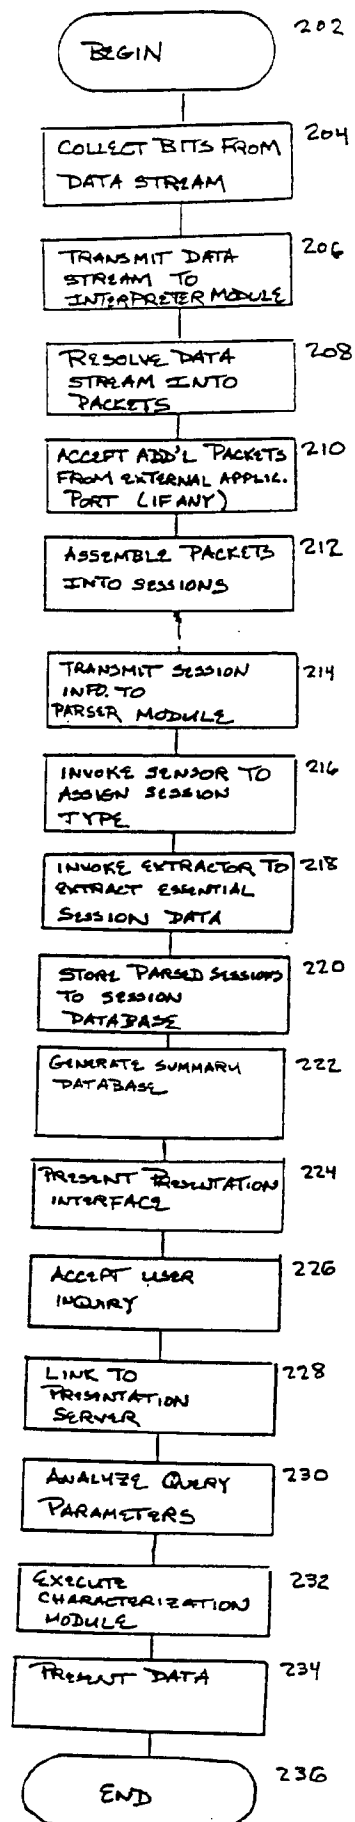 202
BEGIN
204
COLLECT BITS FROM
DATA STREAM
206
TRANSMIT DATA
STREAM TO
INTERPRETER MODULE
208
RESOLVE DATA
STREAM INTO
PACKETS
210
ACCEPT ADD'L PACKETS
FROM EXTERNAL APPLIC.
PORT (IF ANY)
212
ASSEMBLE PACKETS
INTO SESSIONS
214
TRANSMIT SESSION
INFO. TO
PARSER MODULE
216
INVOKE SENSOR TO
ASSIGN SESSION
TYPE
218
INVOKE EXTRACTOR TO
EXTRACT ESSENTIAL
SESSION DATA
220
STORE PARSED SESSIONS
TO SESSION
DATABASE
222
GENERATE SUMMARY
DATABASE
224
PRESENT PRESENTATION
INTERFACE
226
ACCEPT USER
INQUIRY
228
LINK TO
PRESENTATION
SERVER
230
ANALYZE QUERY
PARAMETERS
232
EXECUTE
CHARACTERIZATION
MODULE
234
PRESENT DATA
236
END